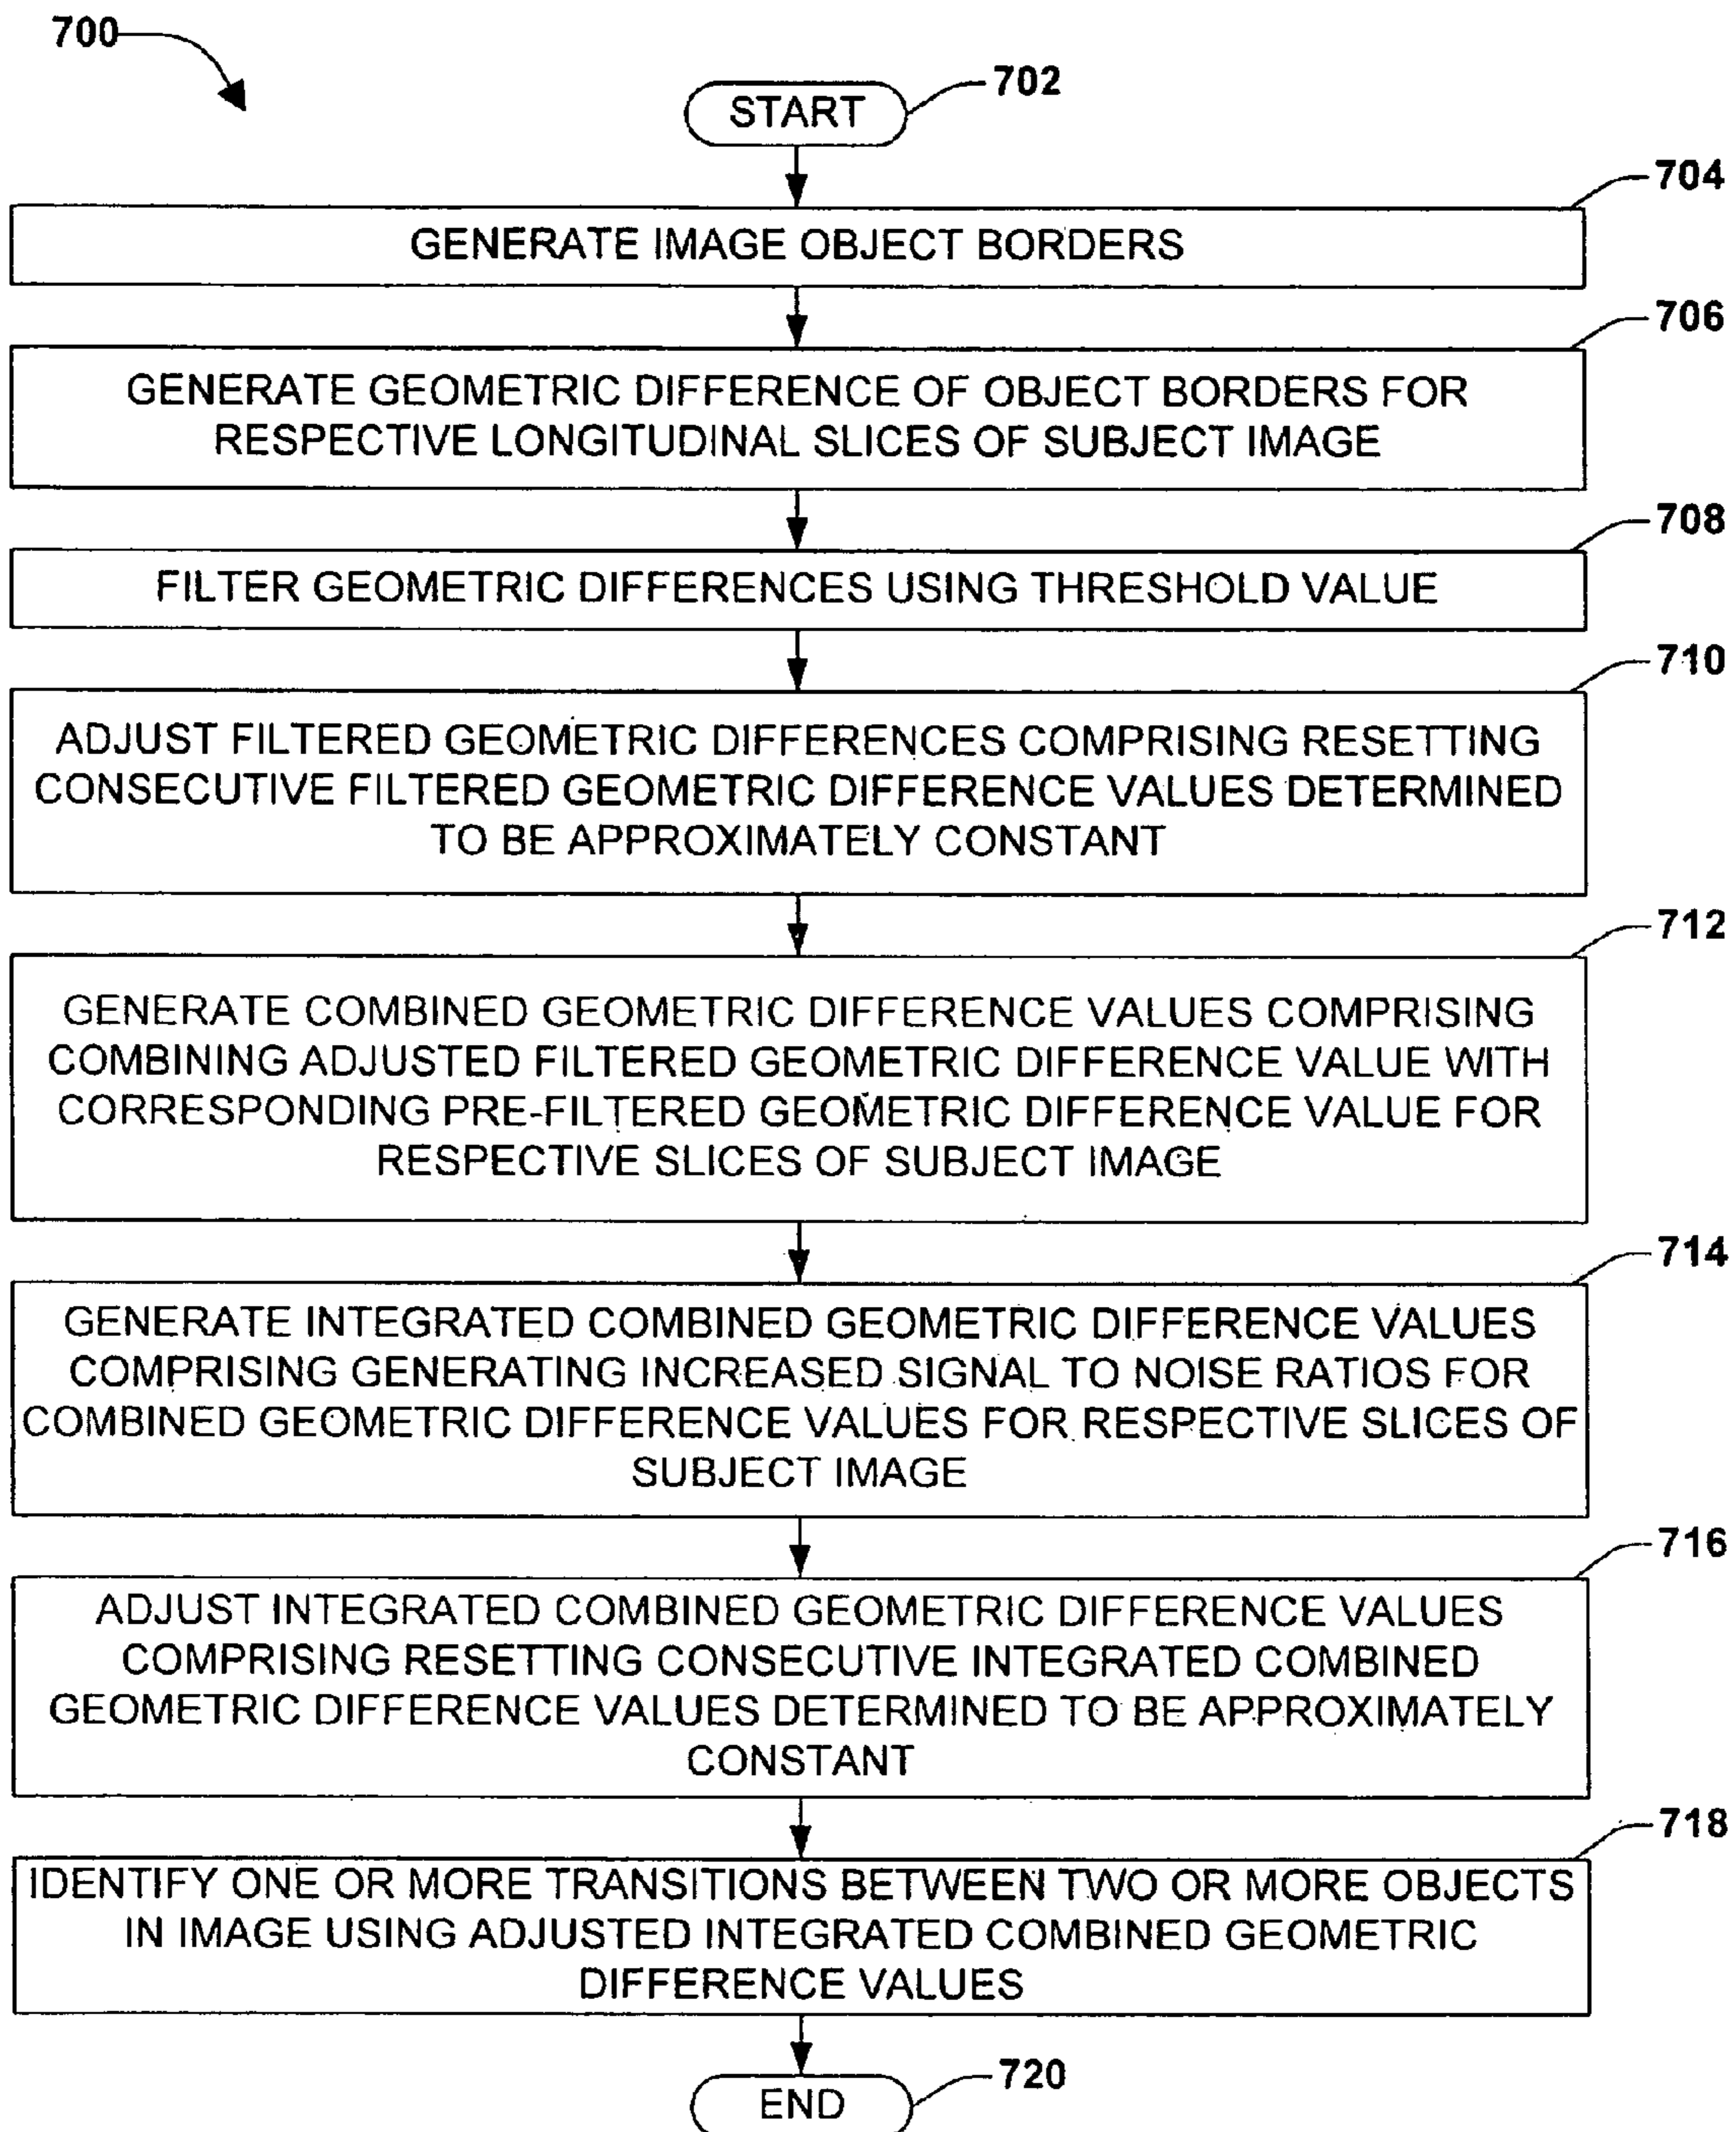 700
START
702
704
GENERATE IMAGE OBJECT BORDERS
706
GENERATE GEOMETRIC DIFFERENCE OF OBJECT BORDERS FOR
RESPECTIVE LONGITUDINAL SLICES OF SUBJECT IMAGE
708
FILTER GEOMETRIC DIFFERENCES USING THRESHOLD VALUE
710
ADJUST FILTERED GEOMETRIC DIFFERENCES COMPRISING RESETTING
CONSECUTIVE FILTERED GEOMETRIC DIFFERENCE VALUES DETERMINED
TO BE APPROXIMATELY CONSTANT
712
GENERATE COMBINED GEOMETRIC DIFFERENCE VALUES COMPRISING
COMBINING ADJUSTED FILTERED GEOMETRIC DIFFERENCE VALUE WITH
CORRESPONDING PRE-FILTERED GEOMETRIC DIFFERENCE VALUE FOR
RESPECTIVE SLICES OF SUBJECT IMAGE
714
GENERATE INTEGRATED COMBINED GEOMETRIC DIFFERENCE VALUES
COMPRISING GENERATING INCREASED SIGNAL TO NOISE RATIOS FOR
COMBINED GEOMETRIC DIFFERENCE VALUES FOR RESPECTIVE SLICES OF
SUBJECT IMAGE
716
ADJUST INTEGRATED COMBINED GEOMETRIC DIFFERENCE VALUES
COMPRISING RESETTING CONSECUTIVE INTEGRATED COMBINED
GEOMETRIC DIFFERENCE VALUES DETERMINED TO BE APPROXIMATELY
CONSTANT
718
IDENTIFY ONE OR MORE TRANSITIONS BETWEEN TWO OR MORE OBJECTS
IN IMAGE USING ADJUSTED INTEGRATED COMBINED GEOMETRIC
DIFFERENCE VALUES
720
END